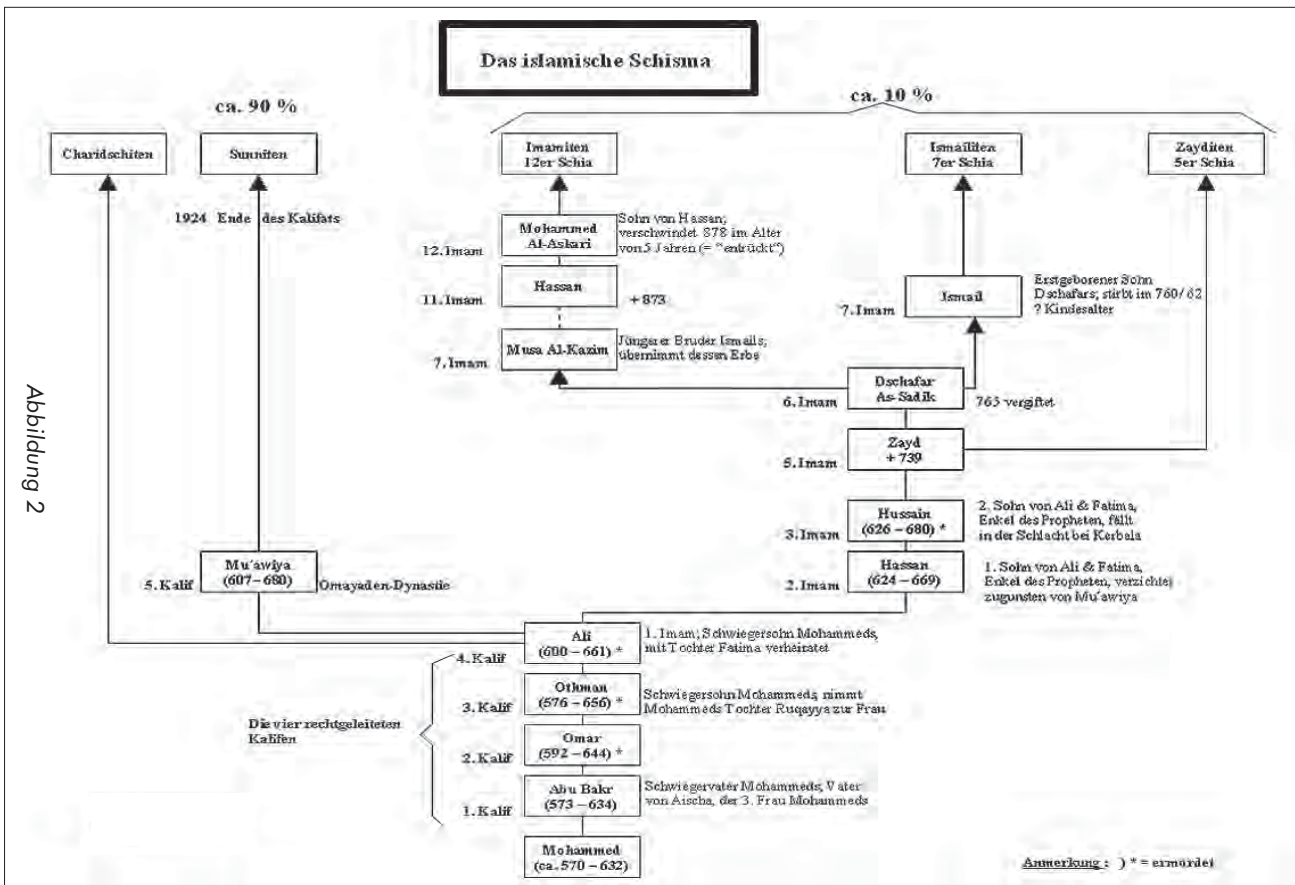 Das islamische Schisma
ca. 90 %
ca. 10 %
Charidschiten
Sunniten
Imamiten
12er Schia
Ismailiten
7er Schia
Zayditen
5er Schia
1924 Ende des Kalifats
12. Imam
Mohammed
Al-Askari
Sohn von Hassan;
verschwindet 878 im Alter
von 5 Jahren (= "entrückt")
11. Imam
Hassan
+ 873
7. Imam
Musa Al-Kazim
Jüngerer Bruder Ismails;
übernimmt dessen Erbe
7. Imam
Ismail
Erstgeborener Sohn
Dschafars; stirbt im 760/62
? Kindesalter
6. Imam
Dschafar
As-Sadik
765 vergiftet
5. Imam
Zayd
+ 739
3. Imam
Hussain
(626 – 680) *
2. Sohn von Ali & Fatima,
Enkel des Propheten, fällt
in der Schlacht bei Kerbala
2. Imam
Hassan
(624 – 669)
1. Sohn von Ali & Fatima,
Enkel des Propheten, verzichtet
zugunsten von Mu'awiya
5. Kalif
Mu'awiya
(607 – 680)
Omayaden-Dynastie
4. Kalif
Ali
(600 – 661) *
1. Imam; Schwiegersohn Mohammeds,
mit Tochter Fatima verheiratet
3. Kalif
Othman
(576 – 656) *
Schwiegersohn Mohammeds, nimmt
Mohammeds Tochter Ruqayya zur Frau
Die vier rechtgeleiteten
Kalifen
2. Kalif
Omar
(592 – 644) *
1. Kalif
Abu Bakr
(573 – 634)
Schwiegervater Mohammeds, Vater
von Aischa, der 3. Frau Mohammeds
Mohammed
(ca. 570 – 632)
Anmerkung : ) * = ermordet
Abbildung 2